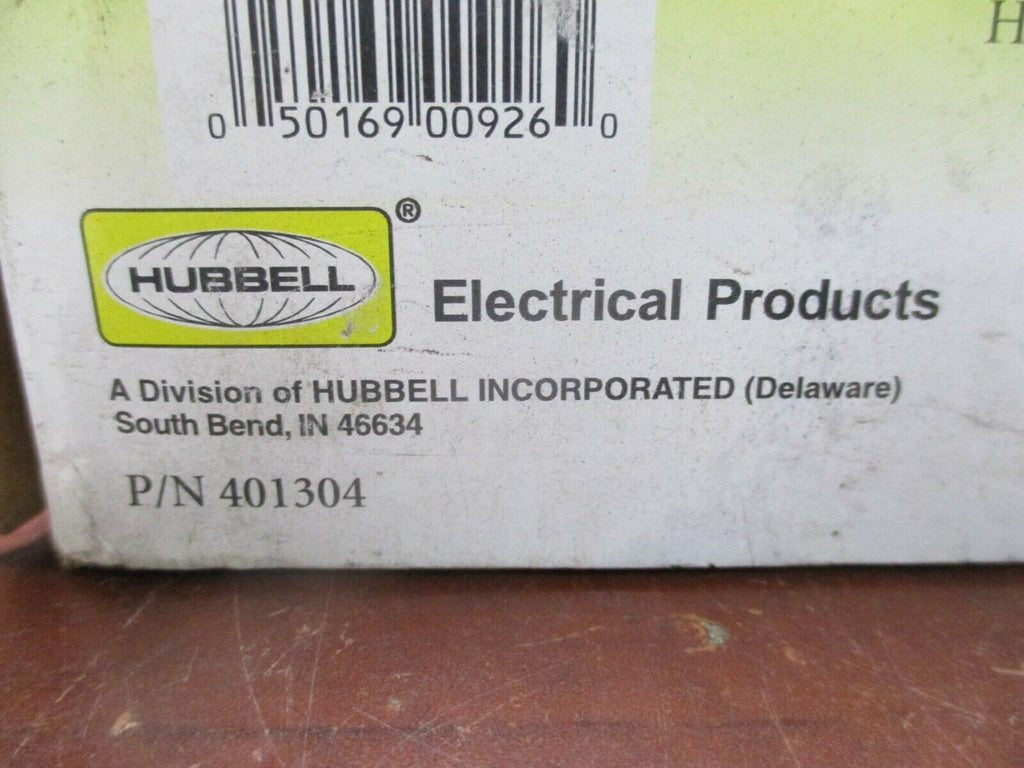 H
0 50169 00926 0
HUBBELL ®
Electrical Products
A Division of HUBBELL INCORPORATED (Delaware)
South Bend, IN 46634
P/N 401304